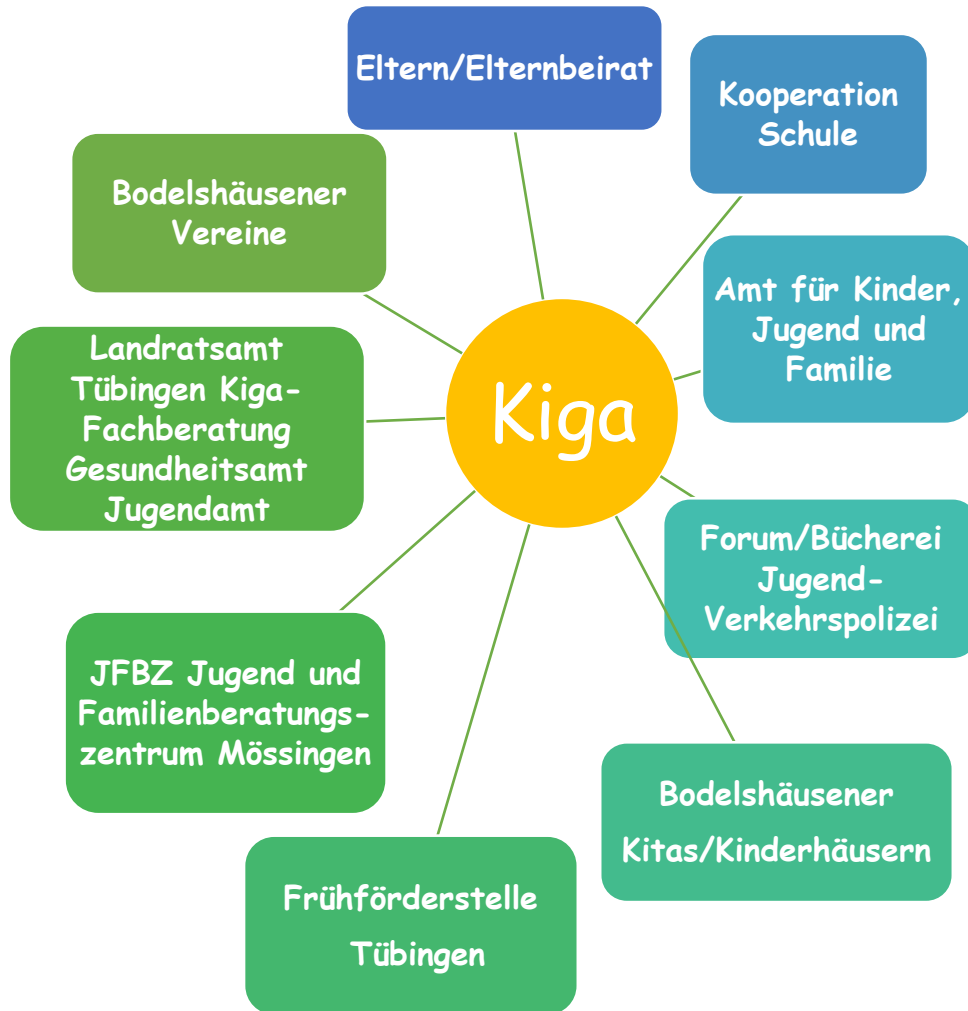 Eltern/Elternbeirat
Kooperation
Schule
Bodelshäusener
Vereine
Amt für Kinder,
Jugend und
Familie
Landratsamt
Tübingen Kiga-
Fachberatung
Gesundheitsamt
Jugendamt
Kiga
Forum/Bücherei
Jugend-
Verkehrspolizei
JFBZ Jugend und
Familienberatungs-
zentrum Mössingen
Bodelshäusener
Kitas/Kinderhäusern
Frühförderstelle
Tübingen